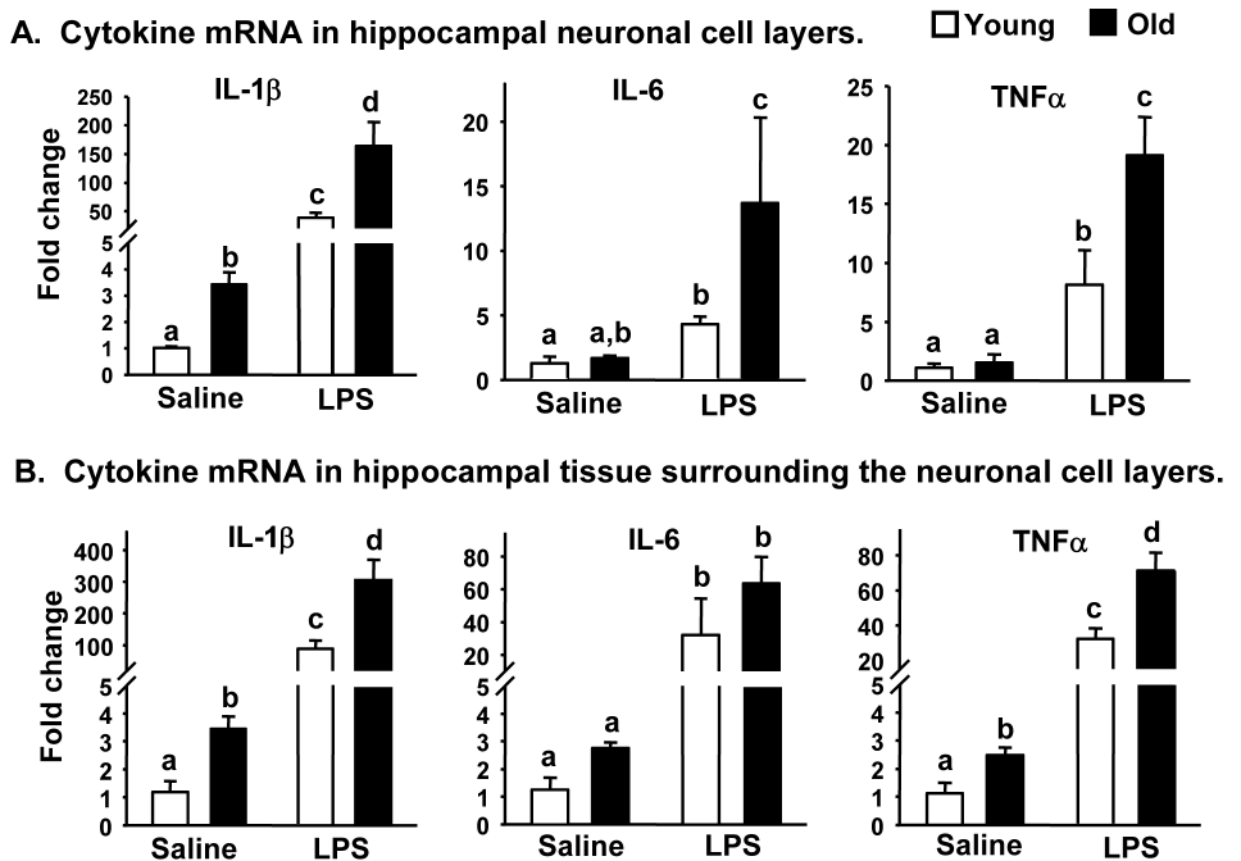 A. Cytokine mRNA in hippocampal neuronal cell layers.
Young Old
IL-1β
Fold change
250
200
150
100
50
5
4
3
2
1
0
a
b
c
d
Saline LPS
IL-6
20
15
10
5
0
a
a,b
b
c
Saline LPS
TNFα
25
20
15
10
5
0
a
a
b
c
Saline LPS
B. Cytokine mRNA in hippocampal tissue surrounding the neuronal cell layers.
IL-1β
Fold change
400
300
200
100
5
4
3
2
1
0
a
b
c
d
Saline LPS
IL-6
80
60
40
20
5
4
3
2
1
0
a
a
b
b
Saline LPS
TNFα
80
60
40
20
5
4
3
2
1
0
a
b
c
d
Saline LPS